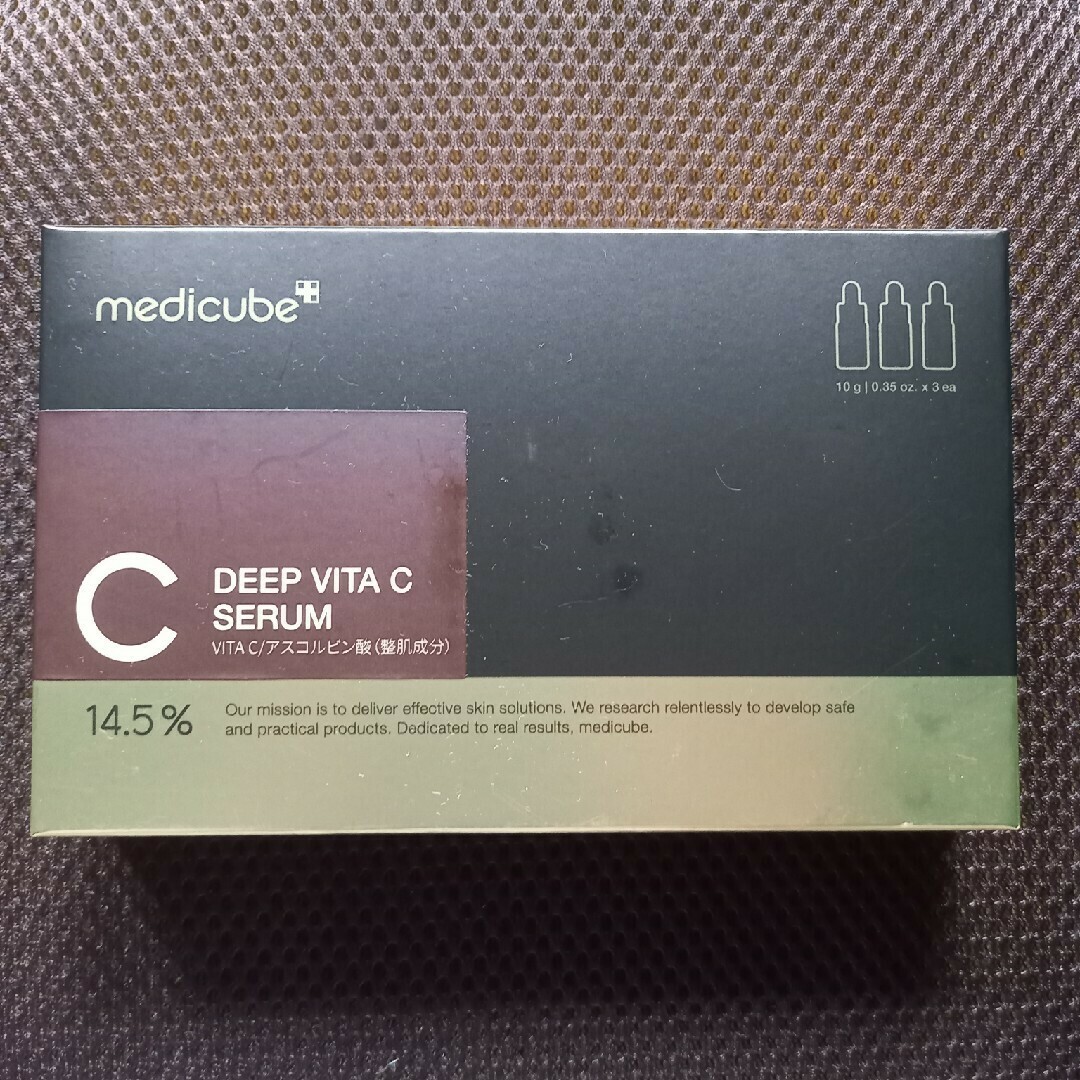 medicube
10 g | 0.35 oz. x 3 ea
C
DEEP VITA C
SERUM
VITA C/アスコルビン酸(整肌成分)
14.5%
Our mission is to deliver effective skin solutions. We research relentlessly to develop safe
and practical products. Dedicated to real results, medicube.